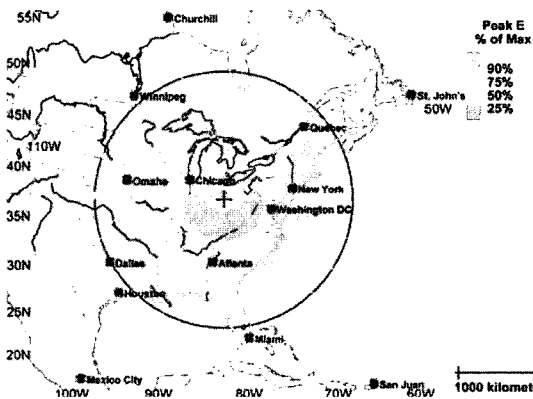 55N
Churchill
Peak E
% of Max
50N
90%
75%
50%
25%
Winnipeg
St. John's
50W
45N
Quebec
110W
40N
Omaha
Chicago
New York
35N
Washington DC
30N
Dallas
Atlanta
Houston
25N
Miami
20N
Mexico City
San Juan
100W
90W
80W
70W
60W
1000 kilomet